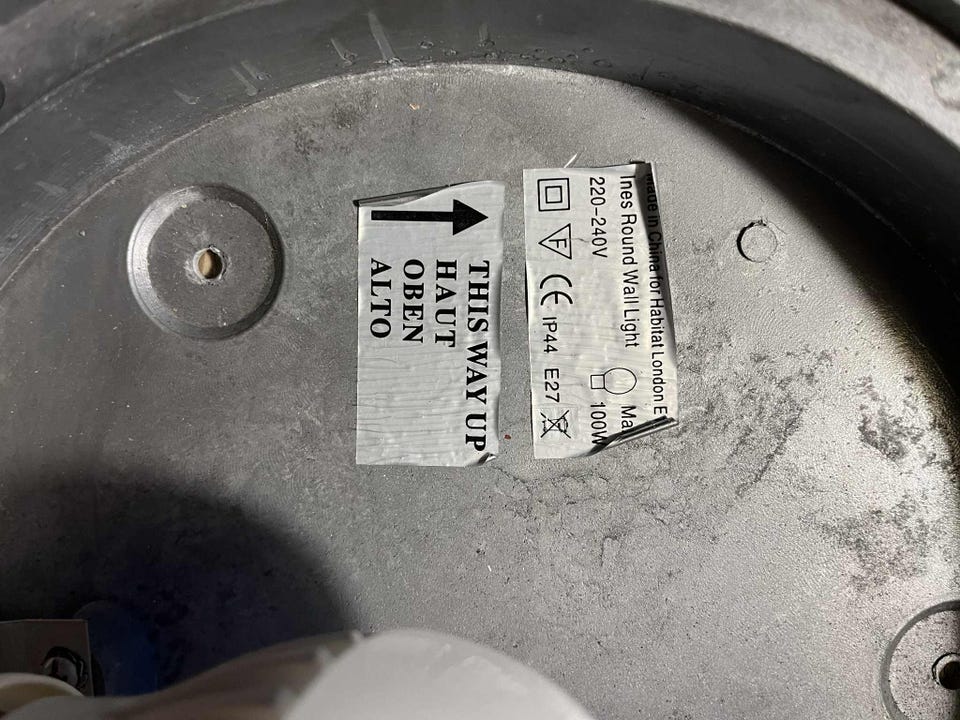 THIS WAY UP
HAUT
OBEN
ALTO
Made in China for Habitat London E
Ines Round Wall Light
220-240V
100W
F CE IP44 E27